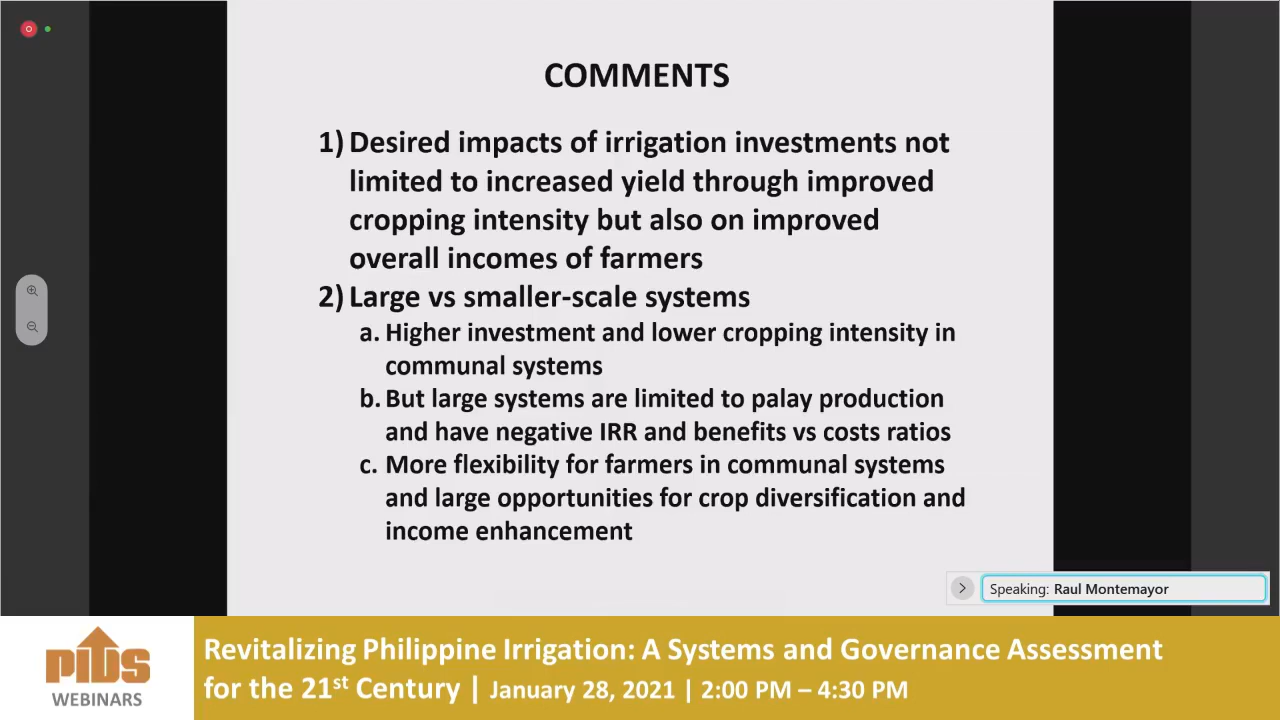 COMMENTS
1) Desired impacts of irrigation investments not
limited to increased yield through improved
cropping intensity but also on improved
overall incomes of farmers
2) Large vs smaller-scale systems
a. Higher investment and lower cropping intensity in
communal systems
b. But large systems are limited to palay production
and have negative IRR and benefits vs costs ratios
c. More flexibility for farmers in communal systems
and large opportunities for crop diversification and
income enhancement
Speaking: Raul Montemayor
PIDS
WEBINARS
Revitalizing Philippine Irrigation: A Systems and Governance Assessment
for the 21st Century | January 28, 2021 | 2:00 PM – 4:30 PM